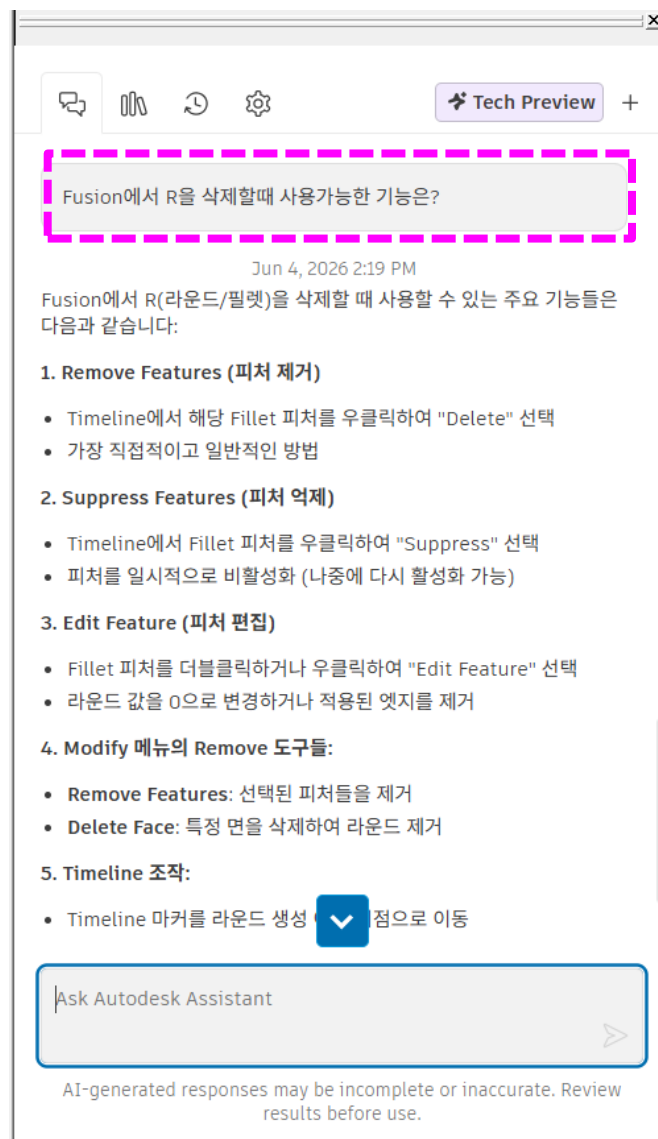 Tech Preview
Fusion에서 R을 삭제할때 사용가능한 기능은?
Jun 4, 2026 2:19 PM
Fusion에서 R(라운드/필렛)을 삭제할 때 사용할 수 있는 주요 기능들은
다음과 같습니다:
1. Remove Features (피처 제거)
• Timeline에서 해당 Fillet 피처를 우클릭하여 "Delete" 선택
• 가장 직접적이고 일반적인 방법
2. Suppress Features (피처 억제)
• Timeline에서 Fillet 피처를 우클릭하여 "Suppress" 선택
• 피처를 일시적으로 비활성화 (나중에 다시 활성화 가능)
3. Edit Feature (피처 편집)
• Fillet 피처를 더블클릭하거나 우클릭하여 "Edit Feature" 선택
• 라운드 값을 0으로 변경하거나 적용된 엣지를 제거
4. Modify 메뉴의 Remove 도구들:
• Remove Features: 선택된 피처들을 제거
• Delete Face: 특정 면을 삭제하여 라운드 제거
5. Timeline 조작:
• Timeline 마커를 라운드 생성 점으로 이동
Ask Autodesk Assistant
AI-generated responses may be incomplete or inaccurate. Review
results before use.